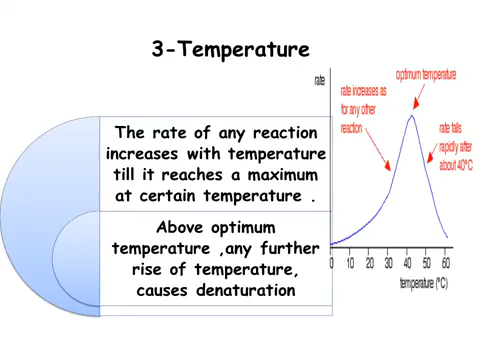 3-Temperature
The rate of any reaction
increases with temperature
till it reaches a maximum
at certain temperature .
Above optimum
temperature ,any further
rise of temperature,
causes denaturation
rate
optimum temperature
rate increases as
for any other
reaction
rate falls
rapidly after
about 40°C
0 10 20 30 40 50 60
temperature (°C)